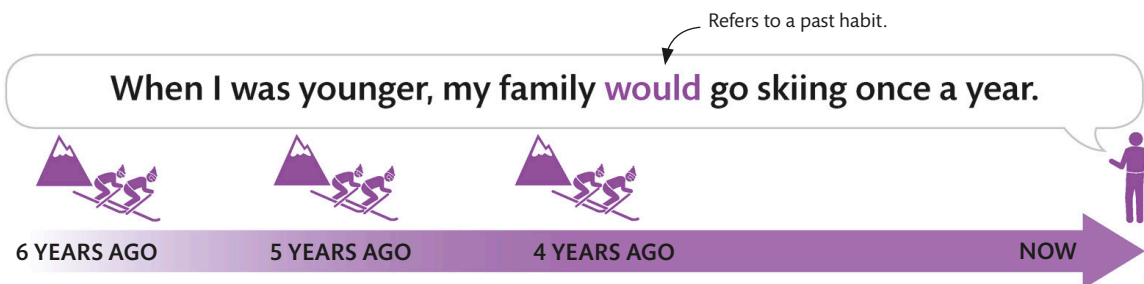 Refers to a past habit.
When I was younger, my family would go skiing once a year.
6 YEARS AGO 5 YEARS AGO 4 YEARS AGO NOW